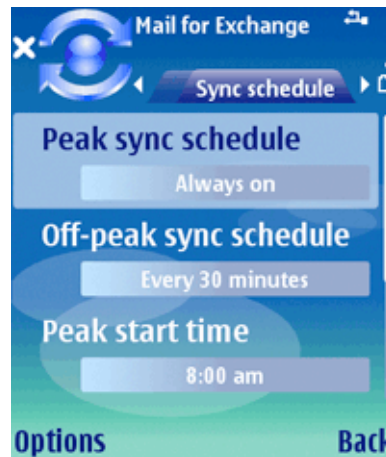 Mail for Exchange
Sync schedule
Peak sync schedule
Always on
Off-peak sync schedule
Every 30 minutes
Peak start time
8:00 am
Options
Back